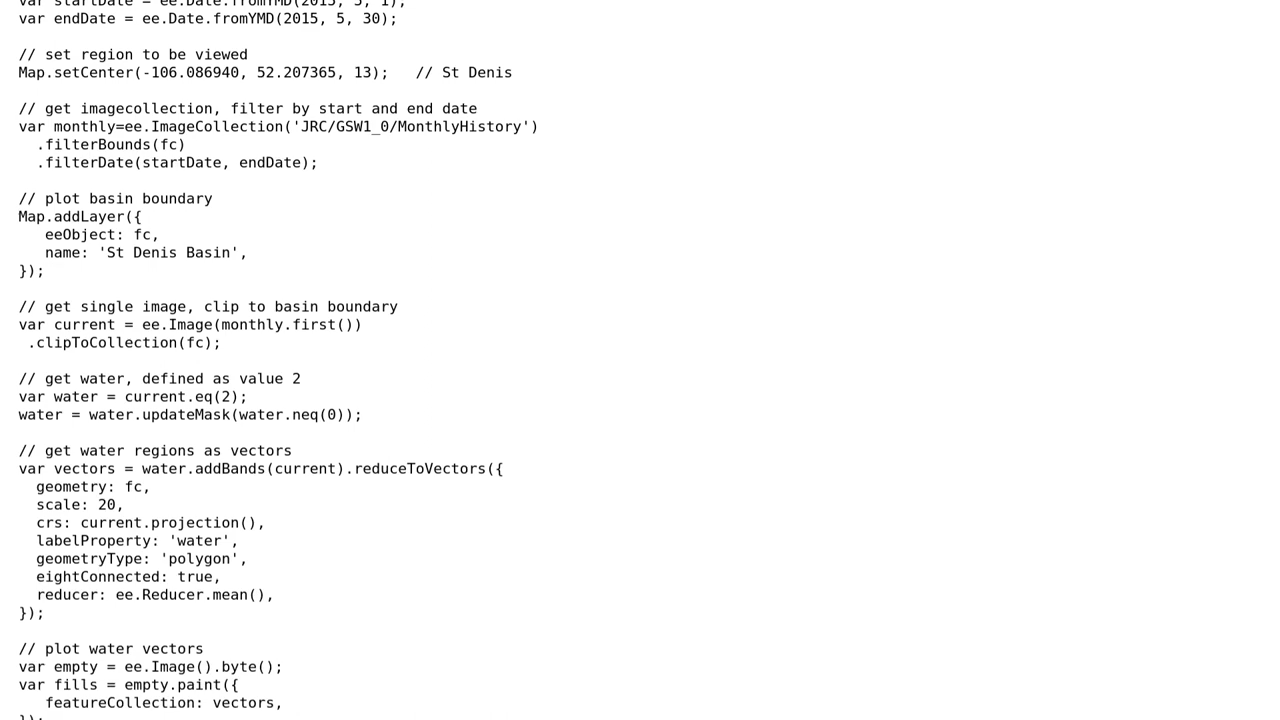 var startDate = ee.Date.fromYMD(2015, 5, 1);
var endDate = ee.Date.fromYMD(2015, 5, 30);

// set region to be viewed
Map.setCenter(-106.086940, 52.207365, 13);   // St Denis

// get imagecollection, filter by start and end date
var monthly=ee.ImageCollection('JRC/GSW1_0/MonthlyHistory')
  .filterBounds(fc)
  .filterDate(startDate, endDate);

// plot basin boundary
Map.addLayer({
   eeObject: fc,
   name: 'St Denis Basin',
});

// get single image, clip to basin boundary
var current = ee.Image(monthly.first())
 .clipToCollection(fc);

// get water, defined as value 2
var water = current.eq(2);
water = water.updateMask(water.neq(0));

// get water regions as vectors
var vectors = water.addBands(current).reduceToVectors({
  geometry: fc,
  scale: 20,
  crs: current.projection(),
  labelProperty: 'water',
  geometryType: 'polygon',
  eightConnected: true,
  reducer: ee.Reducer.mean(),
});

// plot water vectors
var empty = ee.Image().byte();
var fills = empty.paint({
   featureCollection: vectors,
});